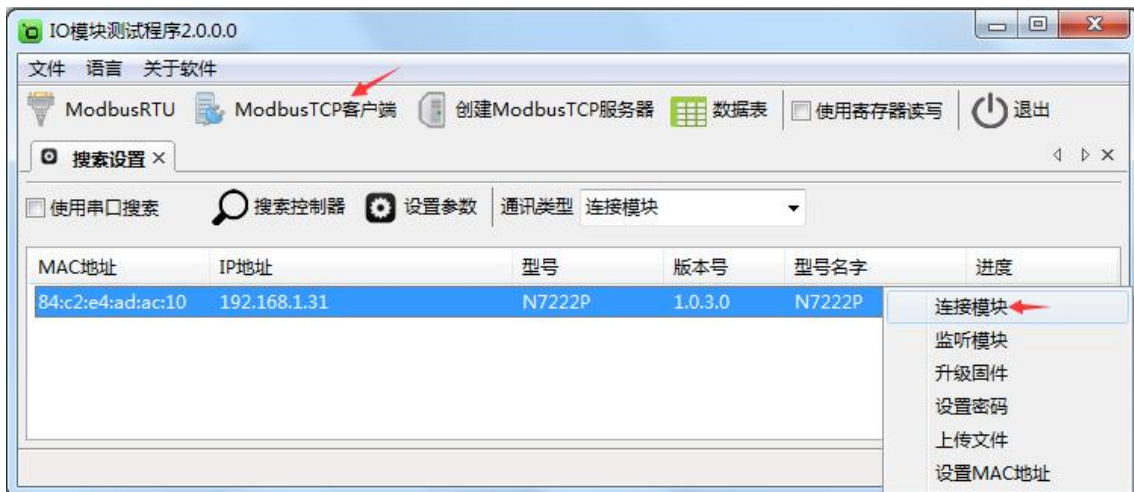 IO模块测试程序2.0.0.0
文件 语言 关于软件
ModbusRTU ModbusTCP客户端 创建ModbusTCP服务器 数据表 使用寄存器读写 退出
搜索设置
使用串口搜索 搜索控制器 设置参数 通讯类型 连接模块
MAC地址 IP地址 型号 版本号 型号名字 进度
84:c2:e4:ad:ac:10 192.168.1.31 N7222P 1.0.3.0 N7222P
连接模块
监听模块
升级固件
设置密码
上传文件
设置MAC地址